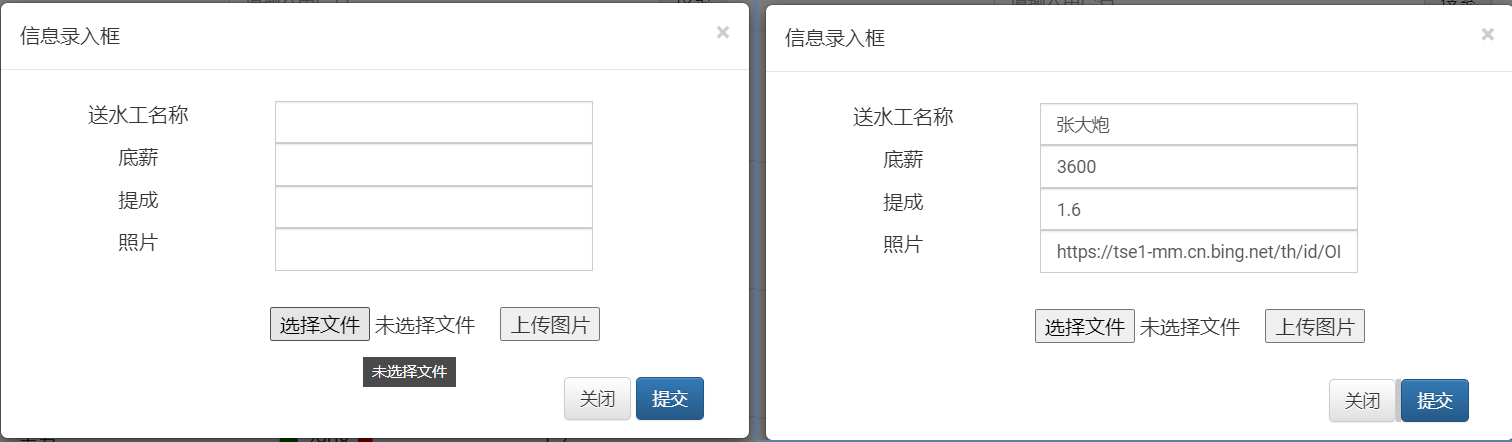 信息录入框 ×
送水工名称
底薪
提成
照片
选择文件 未选择文件 上传图片
未选择文件
关闭 提交
信息录入框 ×
送水工名称 张大炮
底薪 3600
提成 1.6
照片 https://tse1-mm.cn.bing.net/th/id/OI
选择文件 未选择文件 上传图片
关闭 提交